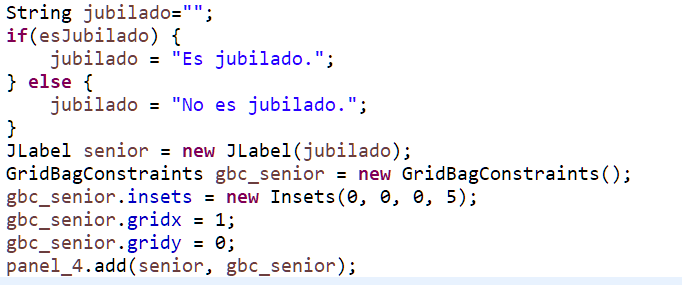 String jubilado="";
if(esJubilado) {
    jubilado = "Es jubilado.";
} else {
    jubilado = "No es jubilado.";
}
JLabel senior = new JLabel(jubilado);
GridBagConstraints gbc_senior = new GridBagConstraints();
gbc_senior.insets = new Insets(0, 0, 0, 5);
gbc_senior.gridx = 1;
gbc_senior.gridy = 0;
panel_4.add(senior, gbc_senior);